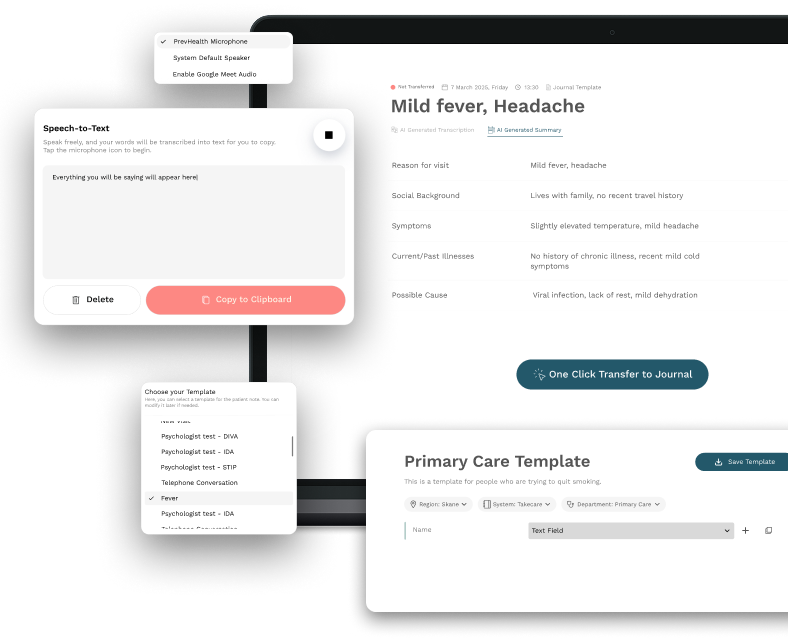 PrevHealth Microphone
System Default Speaker
Enable Google Meet Audio
Speech-to-Text
Speak freely, and your words will be transcribed into text for you to copy.
Tap the microphone icon to begin.
Everything you will be saying will appear here
Delete
Copy to Clipboard
Not Transferred 7 March 2025, Friday 13:30 Journal Template
Mild fever, Headache
AI Generated Transcription AI Generated Summary
Reason for visit Mild fever, headache
Social Background Lives with family, no recent travel history
Symptoms Slightly elevated temperature, mild headache
Current/Past Illnesses No history of chronic illness, recent mild cold
symptoms
Possible Cause Viral infection, lack of rest, mild dehydration
One Click Transfer to Journal
Choose your Template
Here, you can select a template for the patient note. You can
modify it later if needed.
New Visit
Psychologist test - DIVA
Psychologist test - IDA
Psychologist test - STIP
Telephone Conversation
Fever
Psychologist test - IDA
Telephone Conversation
Primary Care Template
Save Template
This is a template for people who are trying to quit smoking.
Region: Skane System: Takecare Department: Primary Care
Name Text Field